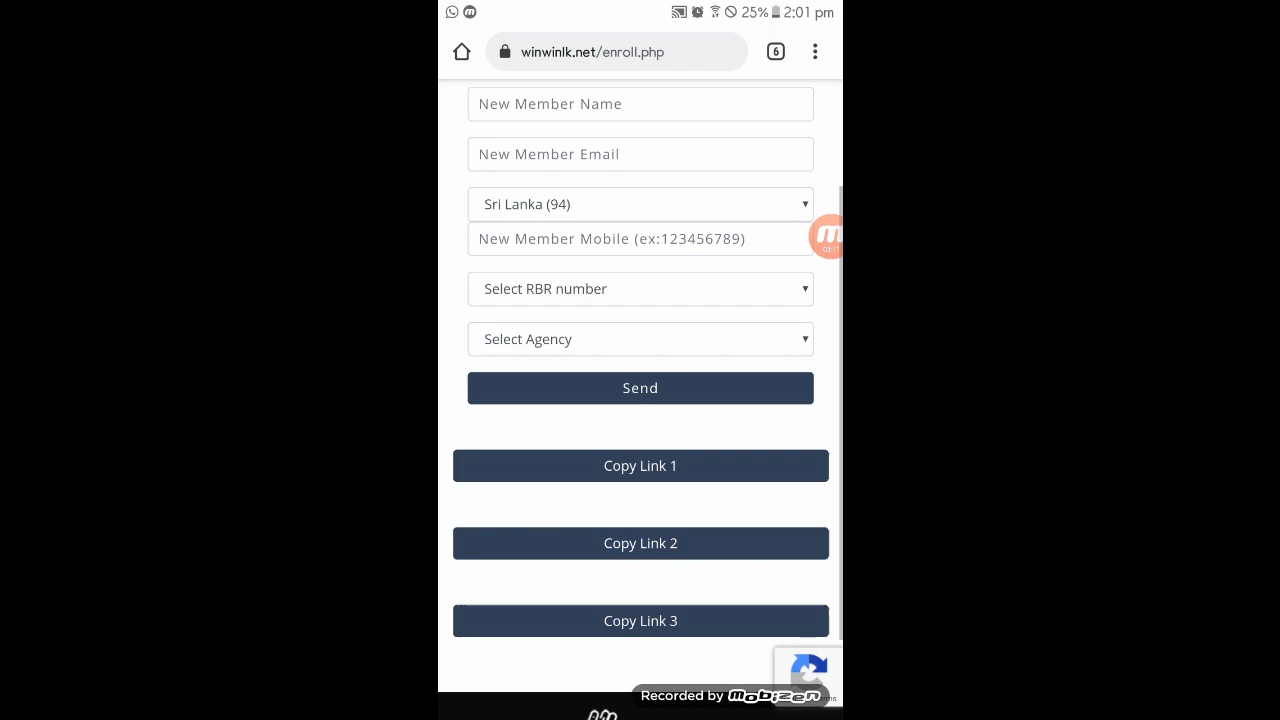 25% 2:01 pm
winwinlk.net/enroll.php
6
New Member Name
New Member Email
Sri Lanka (94)
New Member Mobile (ex:123456789)
Select RBR number
Select Agency
Send
Copy Link 1
Copy Link 2
Copy Link 3
Recorded by mobizen